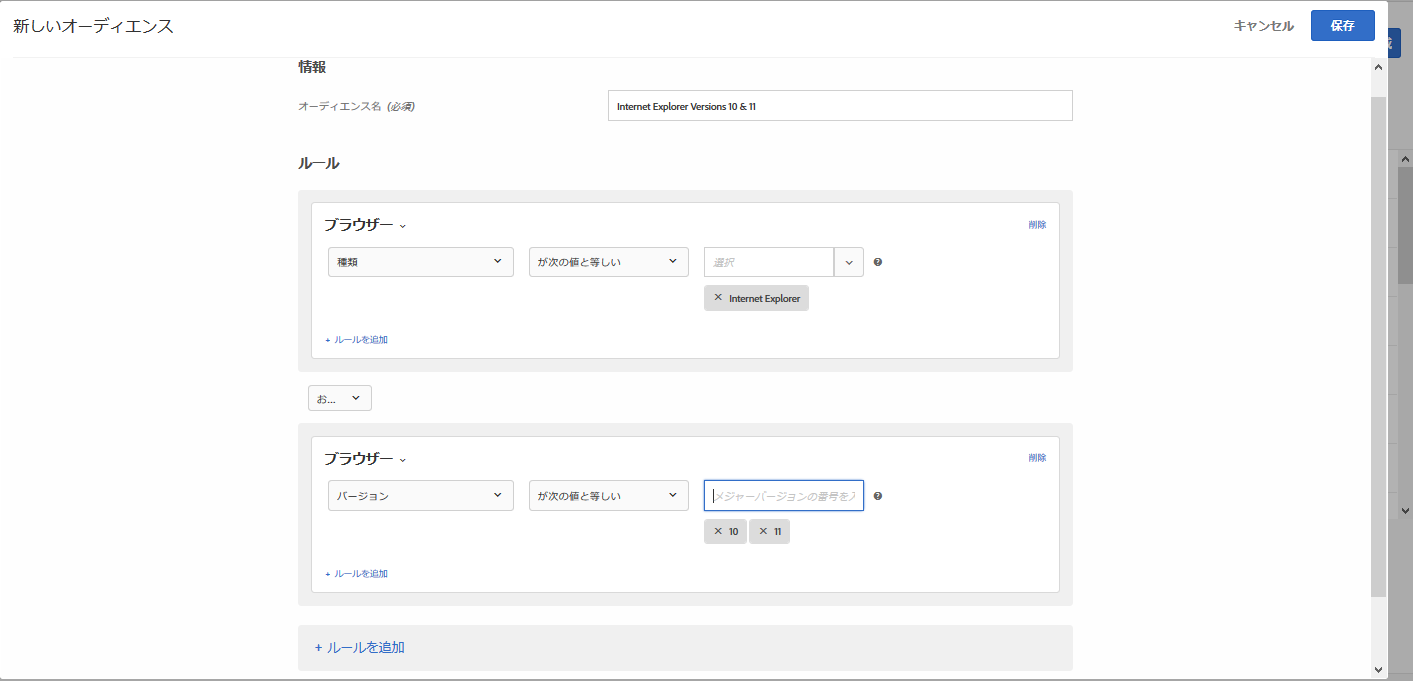 新しいオーディエンス
キャンセル
保存
情報
オーディエンス名 (必須)
Internet Explorer Versions 10 & 11
ルール
ブラウザー
削除
種類
が次の値と等しい
選択
× Internet Explorer
+ ルールを追加
お...
ブラウザー
削除
バージョン
が次の値と等しい
メジャーバージョンの番号を
× 10 × 11
+ ルールを追加
+ ルールを追加